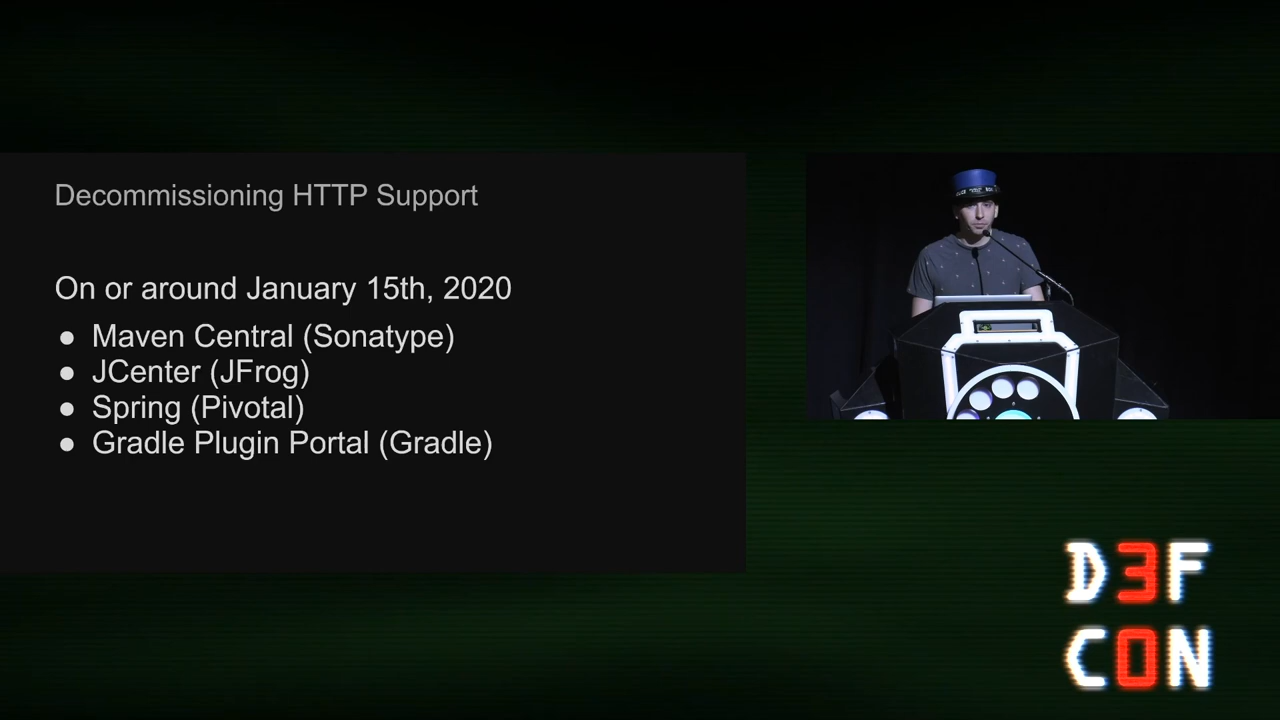 Decommissioning HTTP Support
On or around January 15th, 2020
● Maven Central (Sonatype)
● JCenter (JFrog)
● Spring (Pivotal)
● Gradle Plugin Portal (Gradle)
D3F
C0N